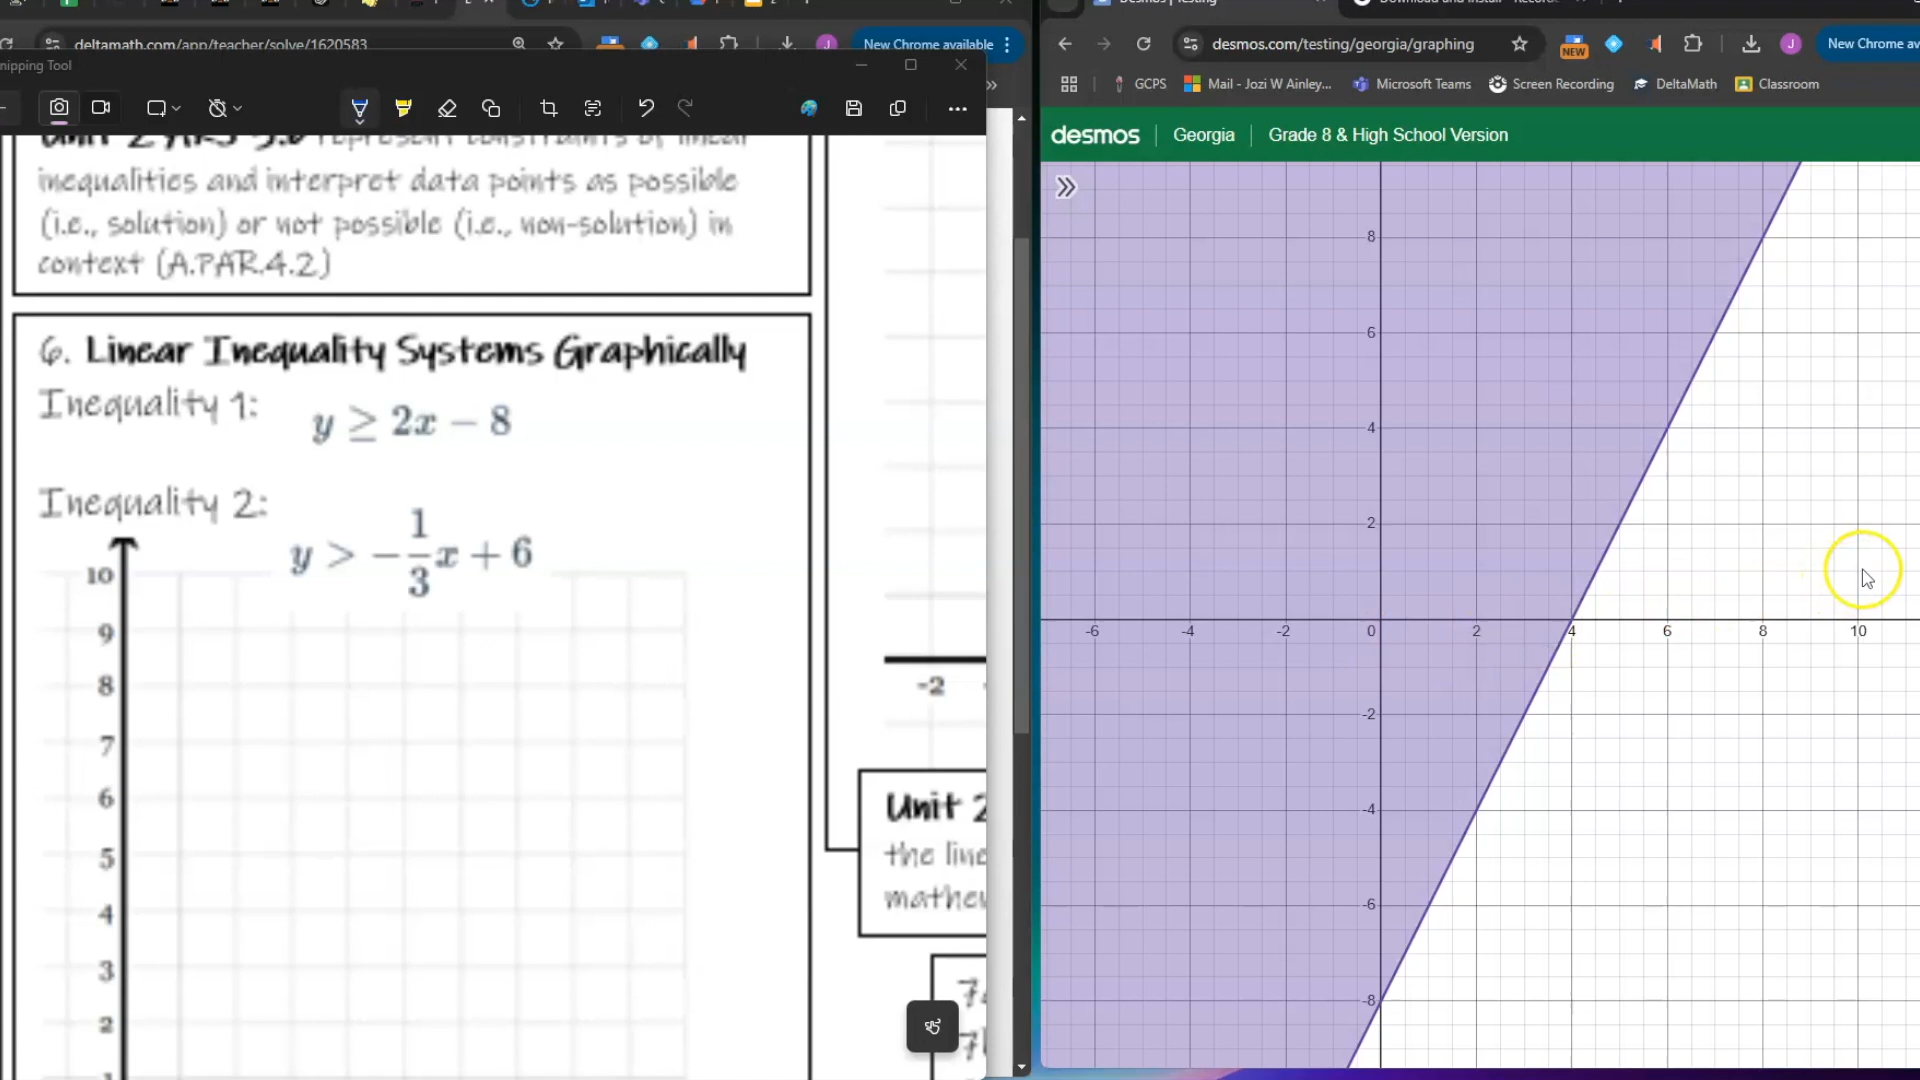 deltamath.com/app/teacher/solve/1620583
New Chrome available
nipping Tool
inequalities and interpret data points as possible
(i.e., solution) or not possible (i.e., non-solution) in
context (A.PAR.4.2)
6. Linear Inequality Systems Graphically
Inequality 1:
y ≥ 2x − 8
Inequality 2:
y > −1/3x + 6
10
9
8
7
6
5
4
3
2
-2
Unit 2
the line
desmos.com/testing/georgia/graphing
NEW
New Chrome av
GCPS
Mail - Jozi W Ainley...
Microsoft Teams
Screen Recording
DeltaMath
Classroom
desmos
Georgia
Grade 8 & High School Version
8
6
4
2
-6 -4 -2 0 2 4 6 8 10
-2
-4
-6
-8